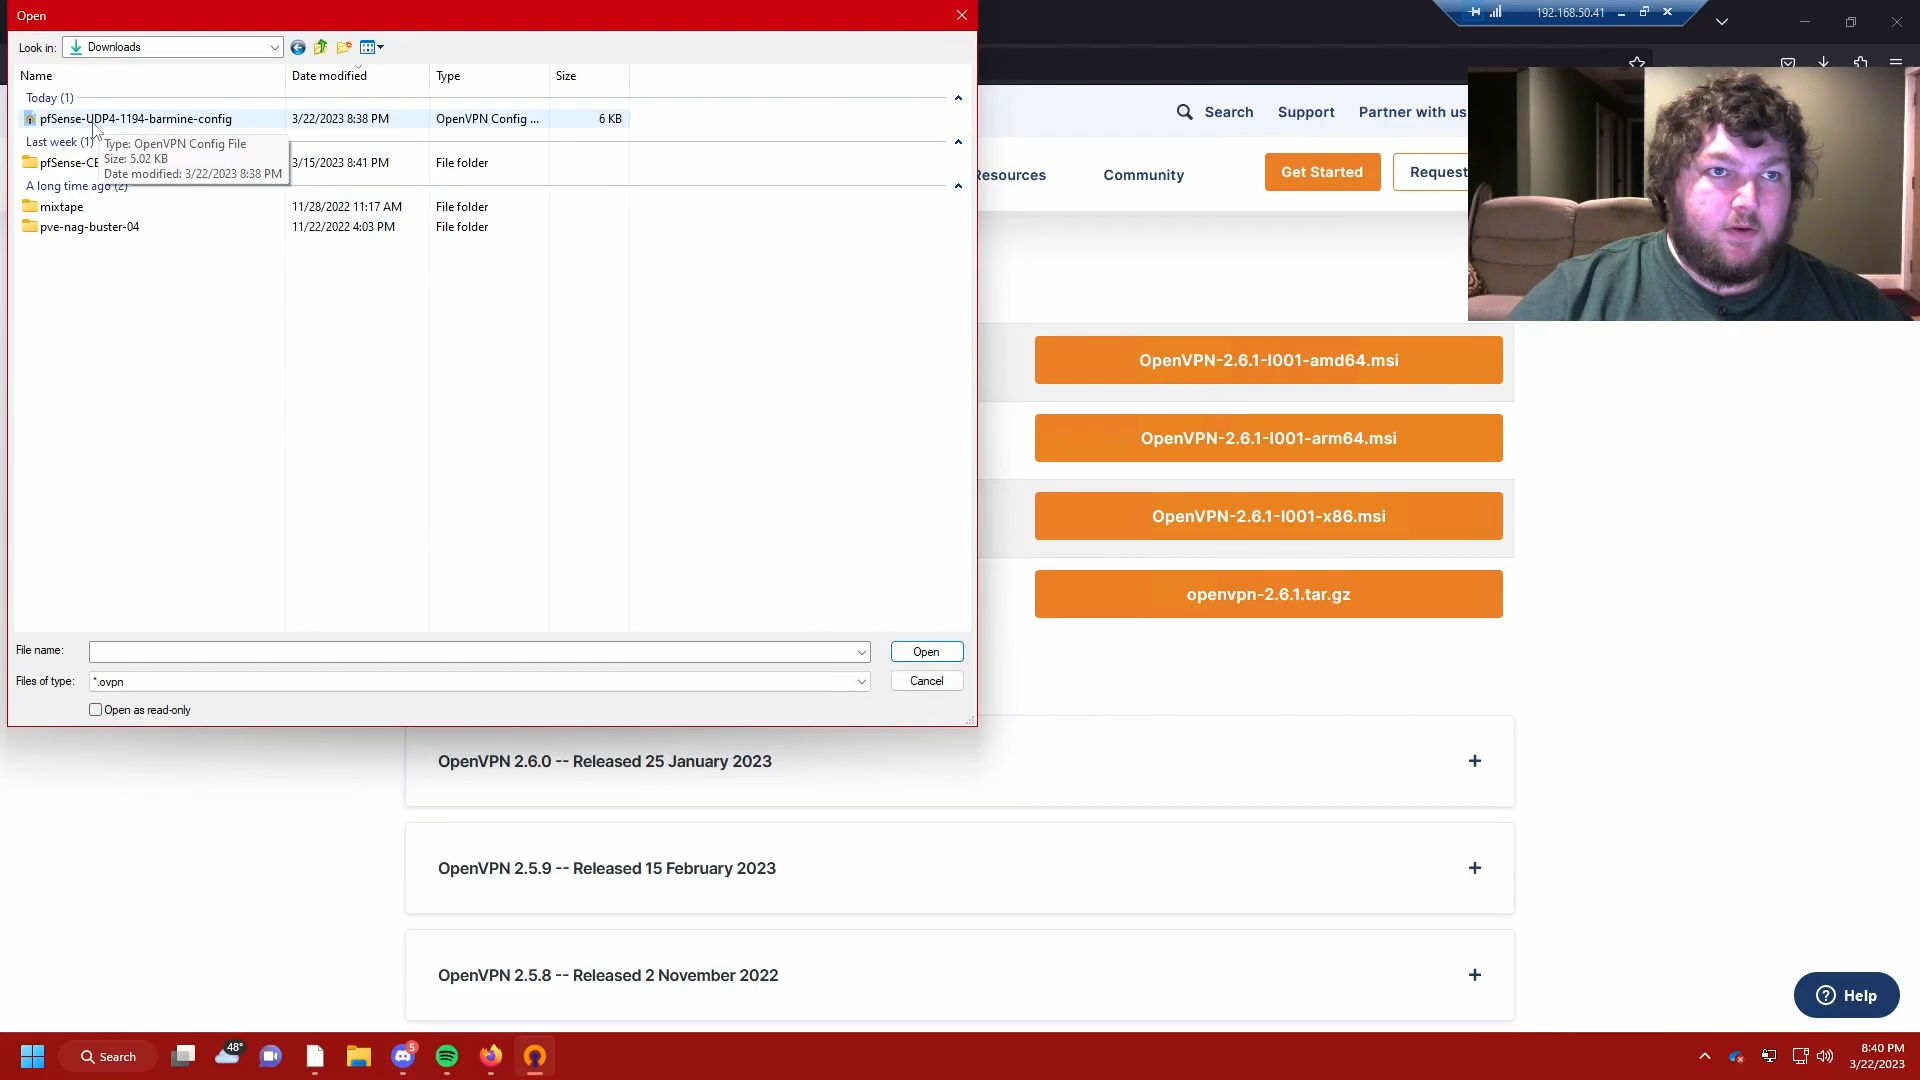 Open
192.168.50.41
Look in:
Downloads
Name
Date modified
Type
Size
Today (1)
pfSense-UDP4-1194-barmine-config
3/22/2023 8:38 PM
OpenVPN Config ...
6 KB
Last week (1)
Type: OpenVPN Config File
Size: 5.02 KB
Date modified: 3/22/2023 8:38 PM
pfSense-CE
3/15/2023 8:41 PM
File folder
A long time ago (2)
mixtape
11/28/2022 11:17 AM
File folder
pve-nag-buster-04
11/22/2022 4:03 PM
File folder
File name:
Open
Files of type:
*.ovpn
Cancel
Open as read-only
Search
Support
Partner with us
Resources
Community
Get Started
Request
OpenVPN-2.6.1-I001-amd64.msi
OpenVPN-2.6.1-I001-arm64.msi
OpenVPN-2.6.1-I001-x86.msi
openvpn-2.6.1.tar.gz
OpenVPN 2.6.0 -- Released 25 January 2023
OpenVPN 2.5.9 -- Released 15 February 2023
OpenVPN 2.5.8 -- Released 2 November 2022
Help
Search
48°
5
8:40 PM
3/22/2023